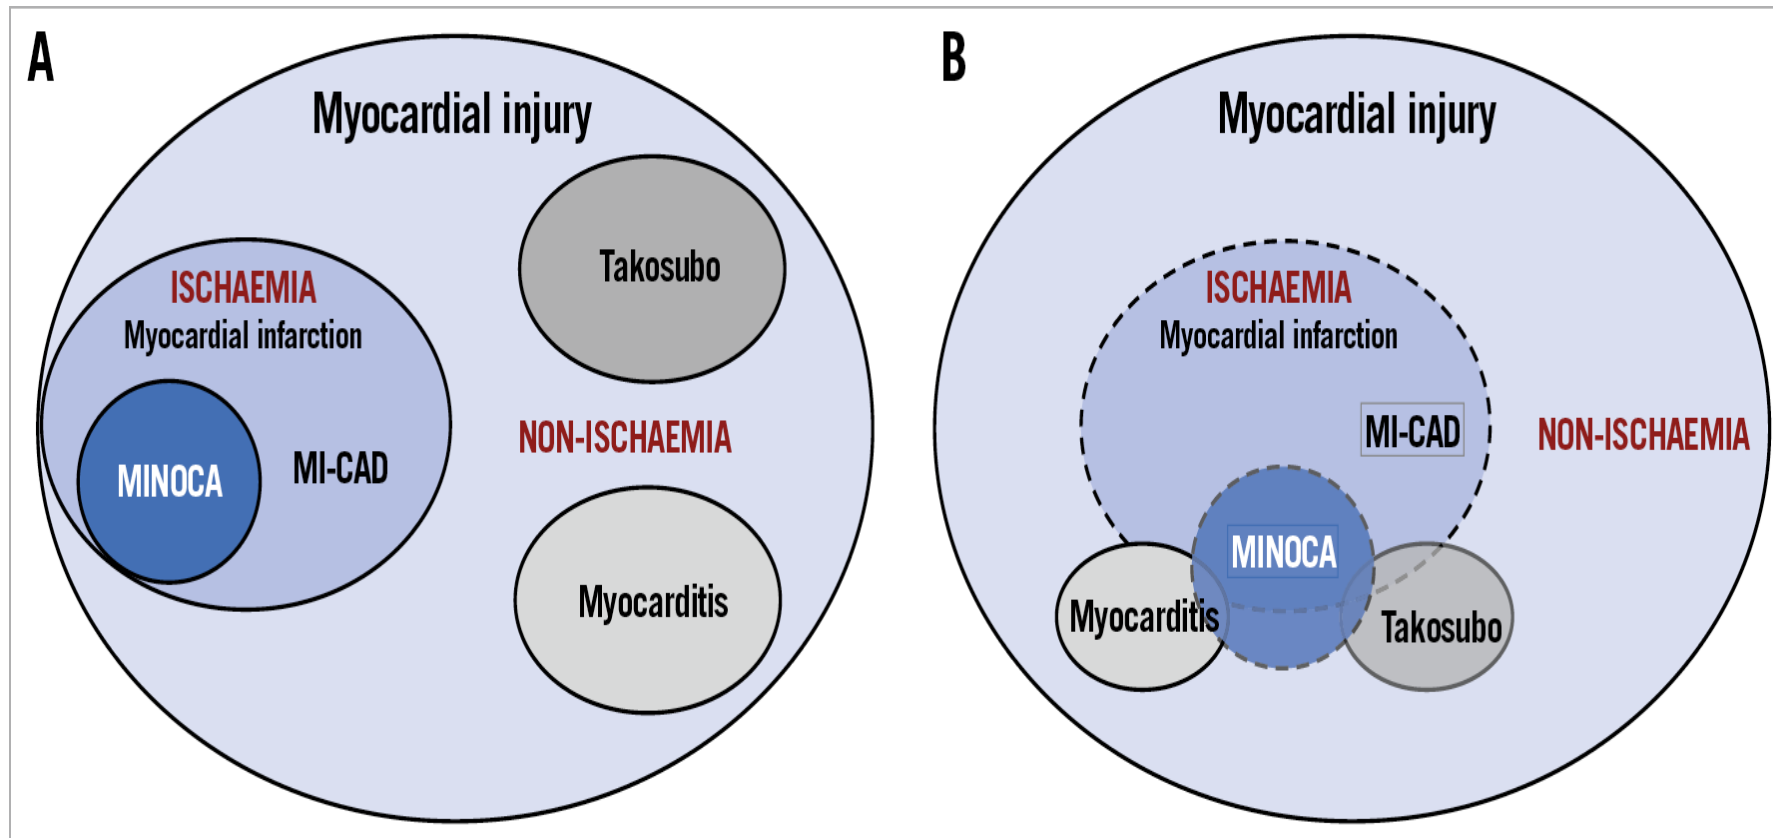 A
Myocardial injury
Takosubo
ISCHAEMIA
Myocardial infarction
NON-ISCHAEMIA
MINOCA
MI-CAD
Myocarditis
B
Myocardial injury
ISCHAEMIA
Myocardial infarction
MI-CAD
NON-ISCHAEMIA
MINOCA
Myocarditis
Takosubo